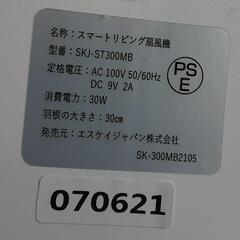 名称：スマートリビング扇風機
型番：SKJ-ST300MB
定格電圧：AC 100V 50/60Hz
DC 9V 2A
消費電力：30W
羽根の大きさ：30cm
発売元：エスケイジャパン株式会社
SK-300MB2105
PS
E
070621